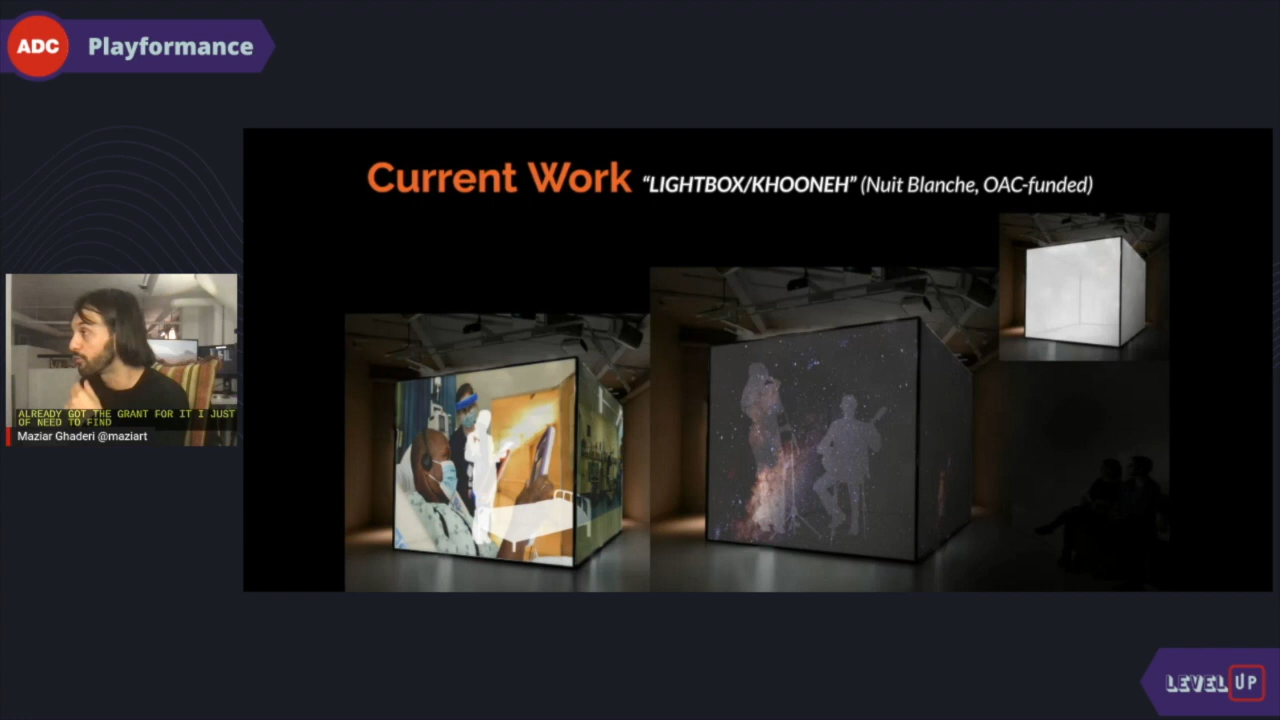 ADC
Playformance
Current Work "LIGHTBOX/KHOONEH" (Nuit Blanche, OAC-funded)
ALREADY GOT THE GRANT FOR IT I JUST
OF NEED TO FIND
Maziar Ghaderi @maziart
LEVEL UP